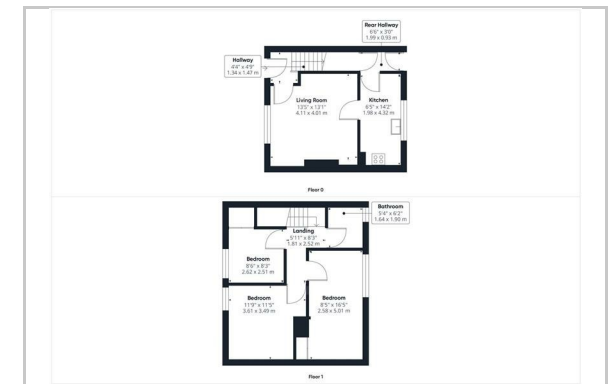 Rear Hallway
6'6" x 3'0"
1.99 x 0.93 m
Hallway
4'4" x 4'9"
1.34 x 1.47 m
Living Room
13'5" x 13'1"
4.11 x 4.01 m
Kitchen
6'5" x 14'2"
1.98 x 4.32 m
Floor 0
Bathroom
5'4" x 6'2"
1.64 x 1.90 m
Landing
5'11" x 8'3"
1.81 x 2.52 m
Bedroom
8'6" x 8'3"
2.62 x 2.51 m
Bedroom
11'9" x 11'5"
3.61 x 3.49 m
Bedroom
8'5" x 16'5"
2.58 x 5.01 m
Floor 1